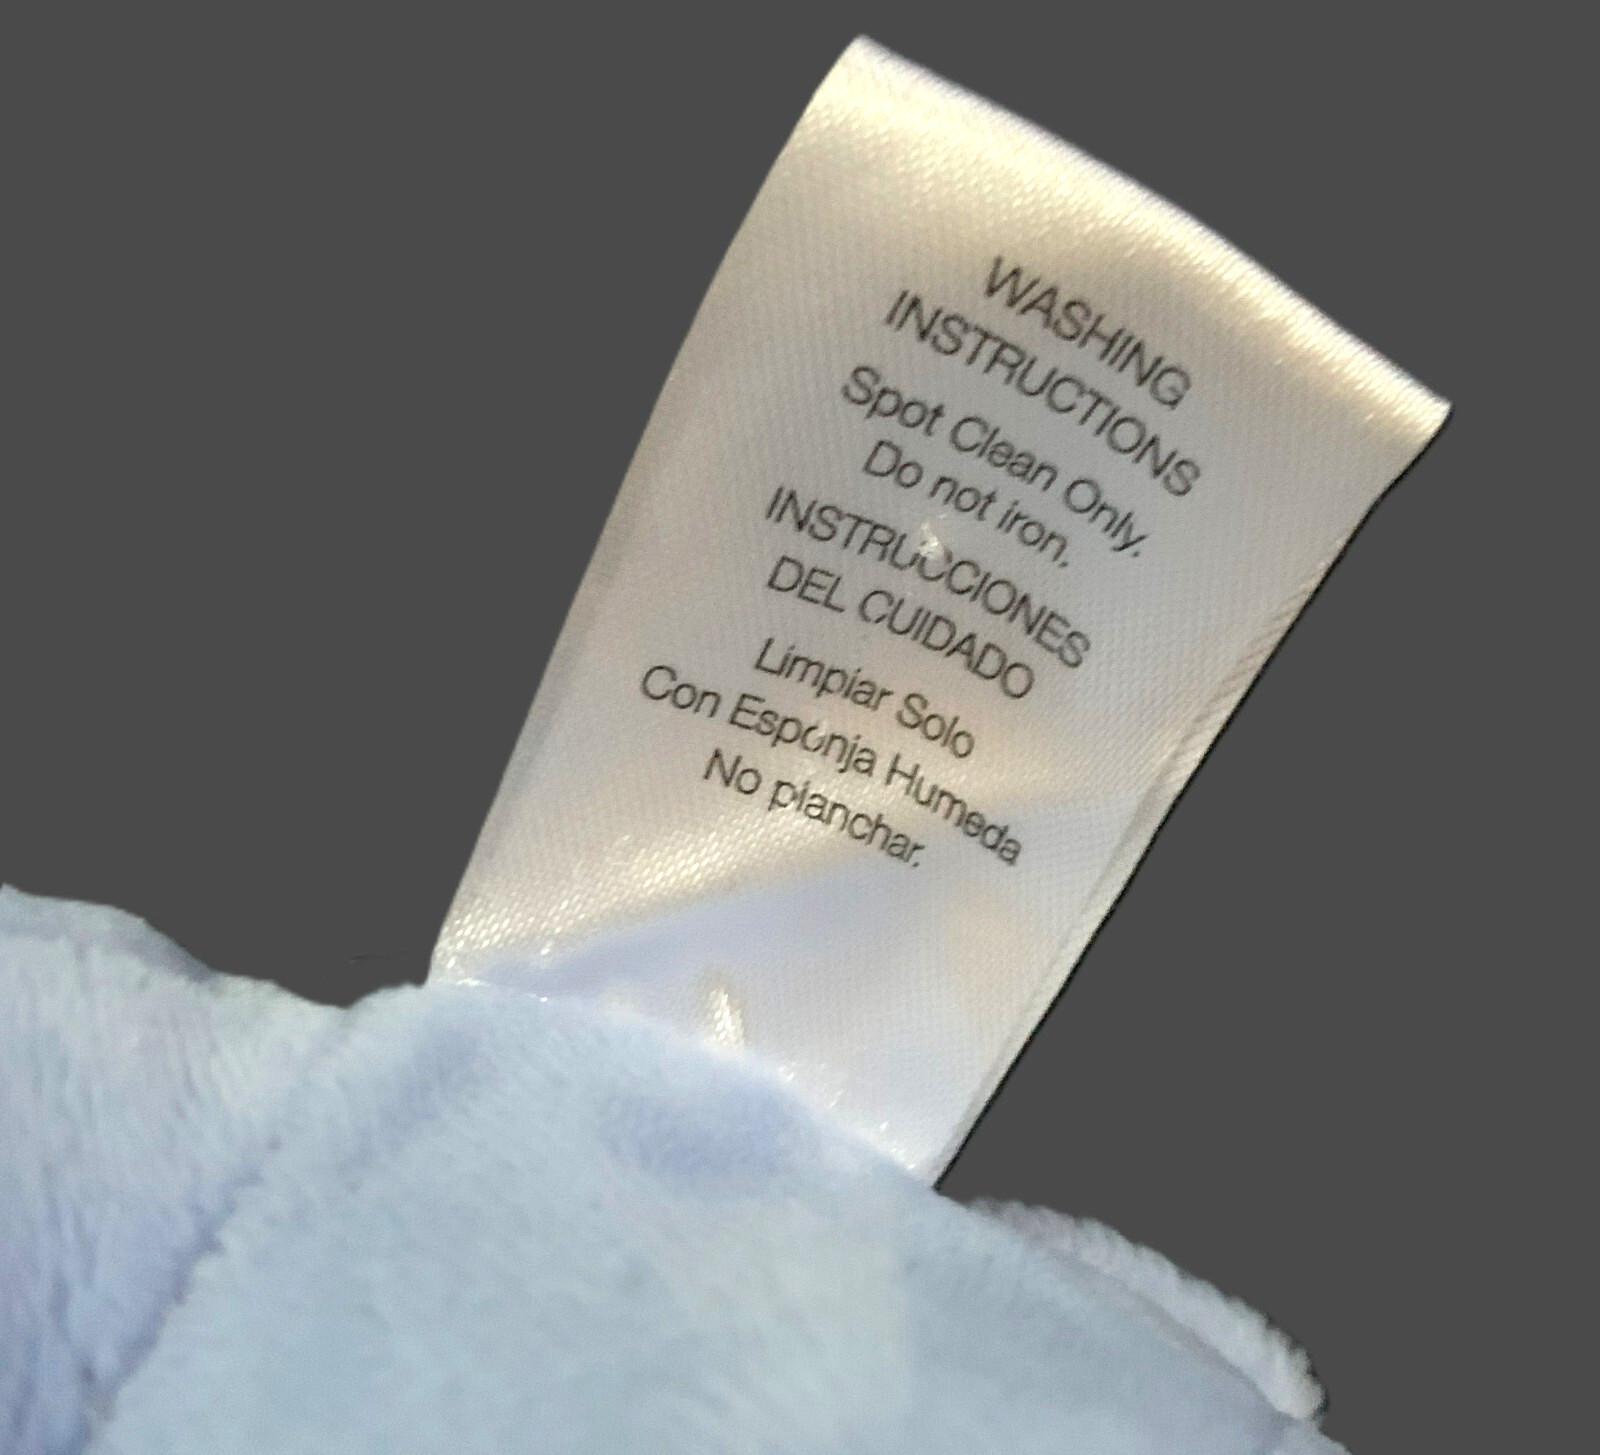 WASHING
INSTRUCTIONS
Spot Clean Only.
Do not iron.
INSTRUCCIONES
DEL CUIDADO
Limpiar Solo
Con Esponja Humeda
No planchar.